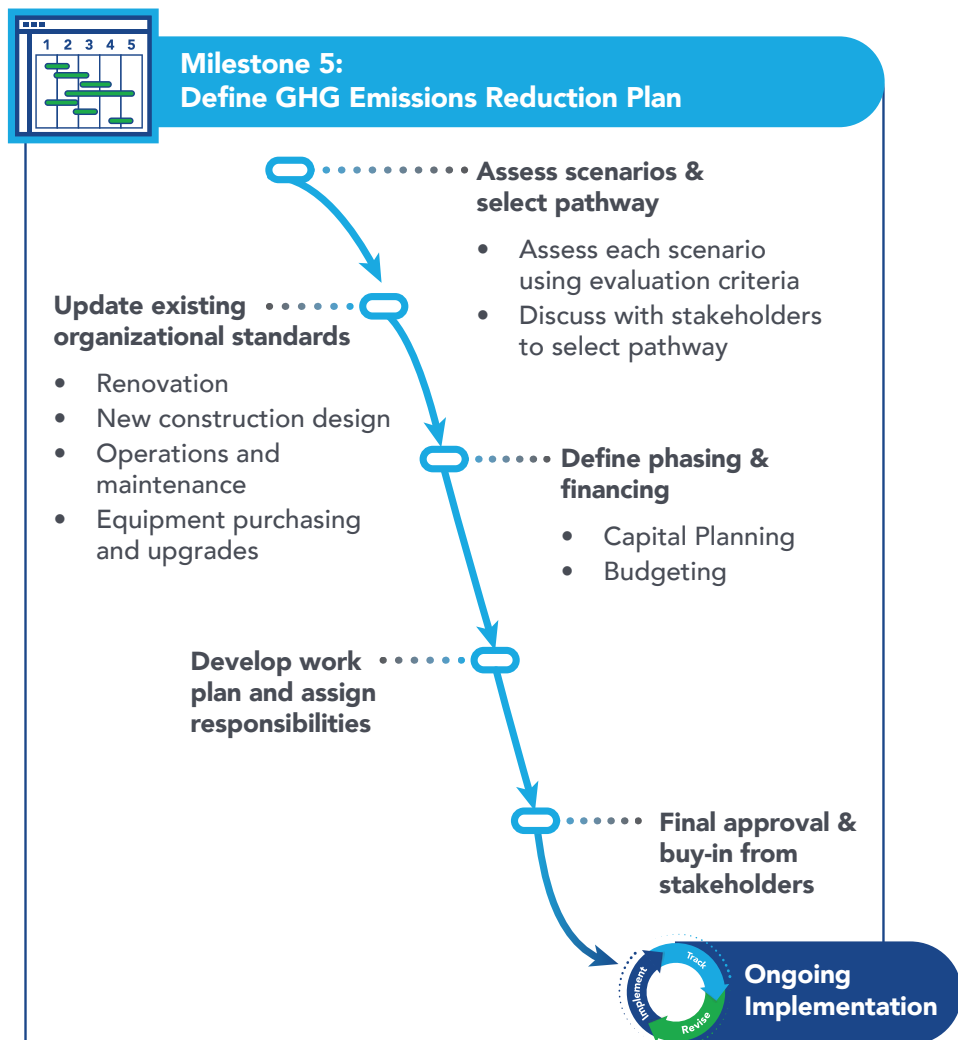 1 2 3 4 5
Milestone 5:
Define GHG Emissions Reduction Plan
Assess scenarios &
select pathway
• Assess each scenario
using evaluation criteria
• Discuss with stakeholders
to select pathway
Update existing
organizational standards
• Renovation
• New construction design
• Operations and
maintenance
• Equipment purchasing
and upgrades
Define phasing &
financing
• Capital Planning
• Budgeting
Develop work
plan and assign
responsibilities
Final approval &
buy-in from
stakeholders
Implement
Track
Revise
Ongoing
Implementation